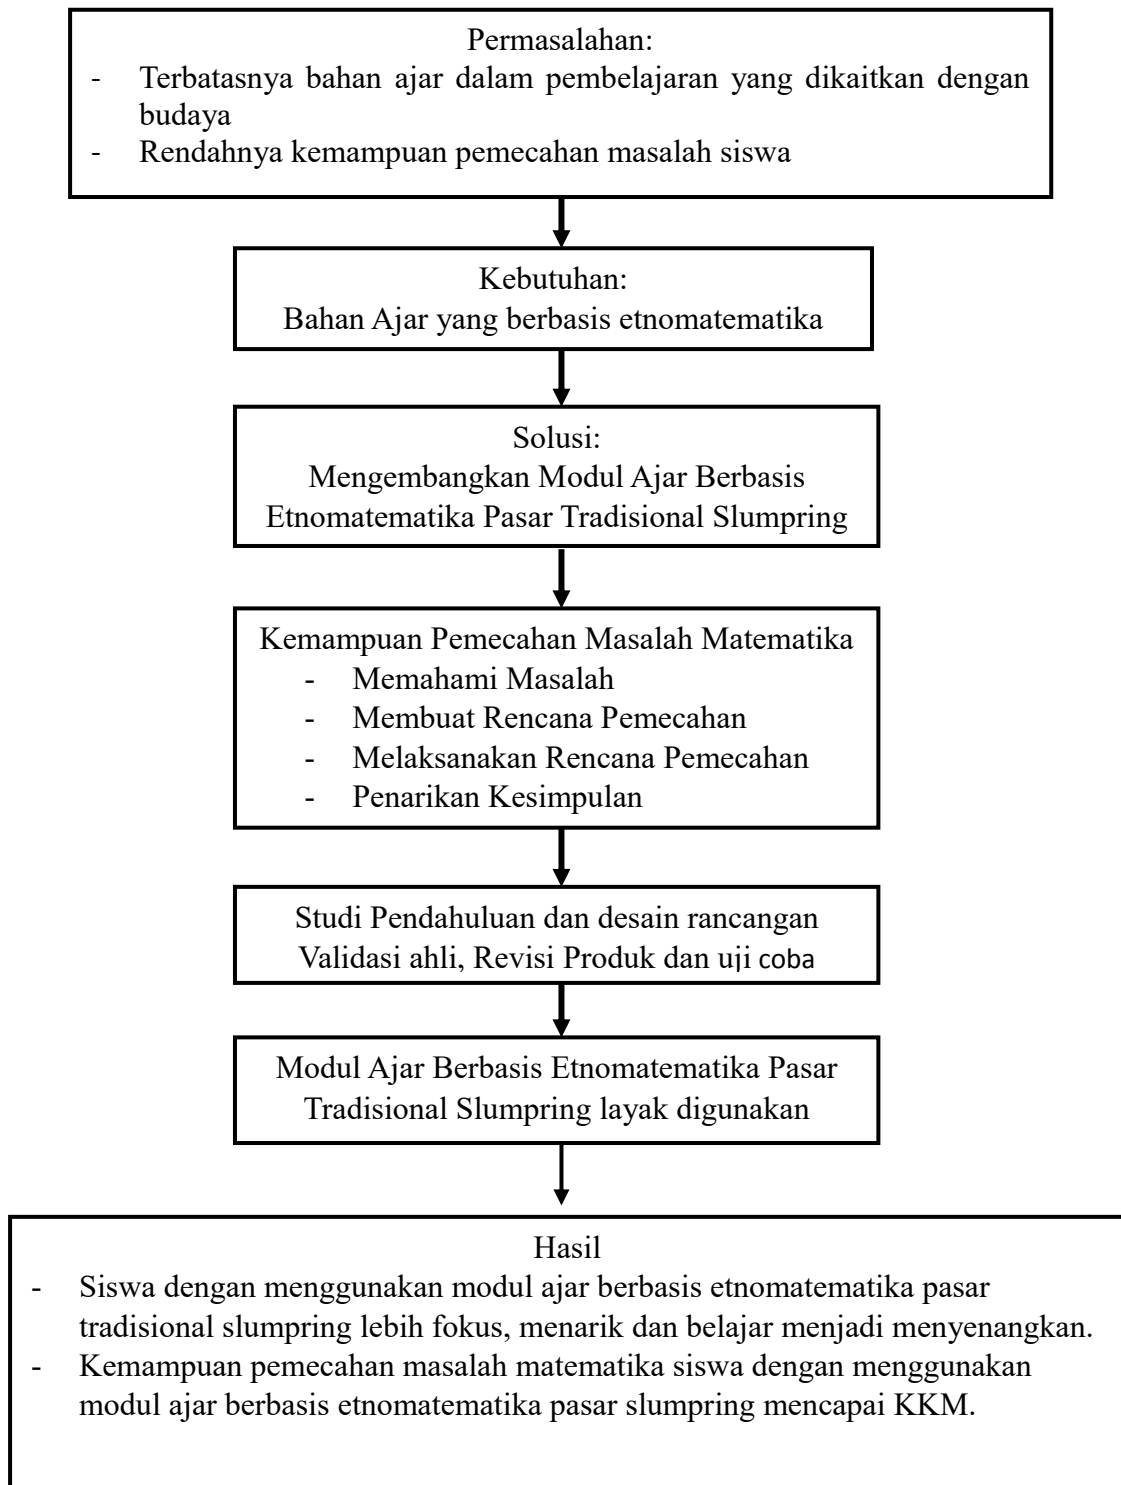 Permasalahan:
- Terbatasnya bahan ajar dalam pembelajaran yang dikaitkan dengan
budaya
- Rendahnya kemampuan pemecahan masalah siswa
Kebutuhan:
Bahan Ajar yang berbasis etnomatematika
Solusi:
Mengembangkan Modul Ajar Berbasis
Etnomatematika Pasar Tradisional Slumpring
Kemampuan Pemecahan Masalah Matematika
- Memahami Masalah
- Membuat Rencana Pemecahan
- Melaksanakan Rencana Pemecahan
- Penarikan Kesimpulan
Studi Pendahuluan dan desain rancangan
Validasi ahli, Revisi Produk dan uji coba
Modul Ajar Berbasis Etnomatematika Pasar
Tradisional Slumpring layak digunakan
Hasil
- Siswa dengan menggunakan modul ajar berbasis etnomatematika pasar
tradisional slumpring lebih fokus, menarik dan belajar menjadi menyenangkan.
- Kemampuan pemecahan masalah matematika siswa dengan menggunakan
modul ajar berbasis etnomatematika pasar slumpring mencapai KKM.